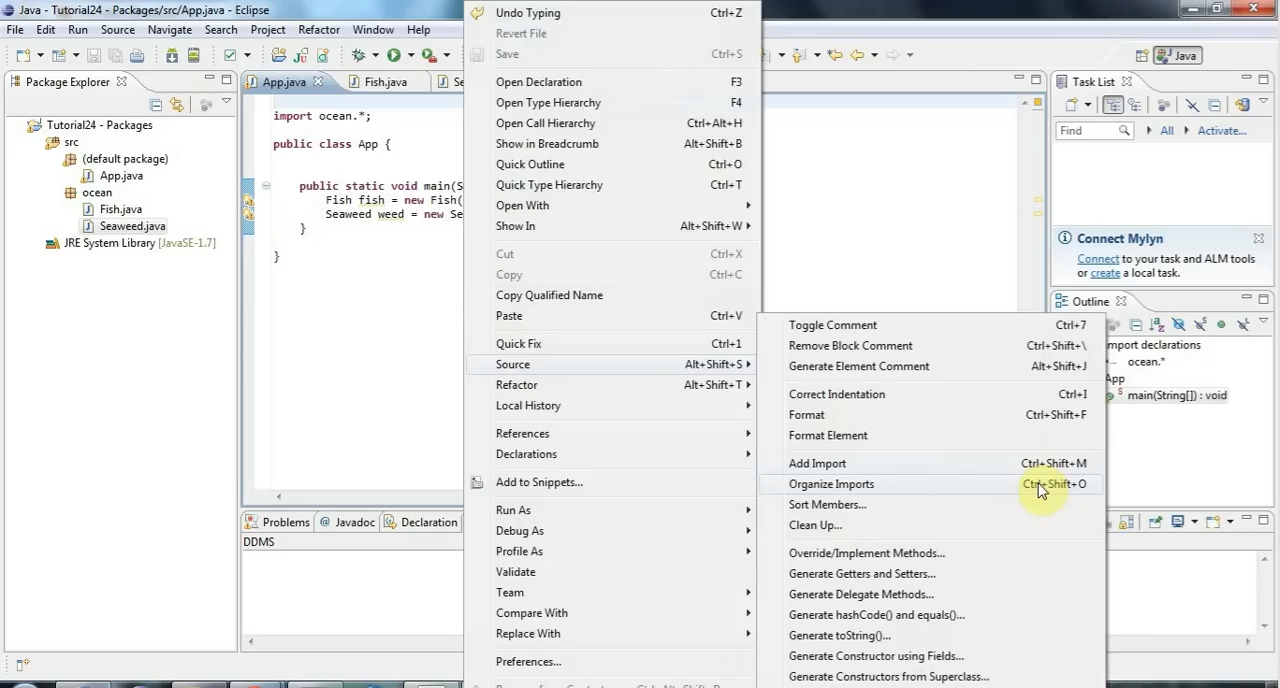 Java - Tutorial24 - Packages/src/App.java - Eclipse
File Edit Run Source Navigate Search Project Refactor Window Help
Java
Package Explorer
Tutorial24 - Packages
src
(default package)
App.java
ocean
Fish.java
Seaweed.java
JRE System Library [JavaSE-1.7]
App.java Fish.java Se
import ocean.*;
public class App {
public static void main(S
Fish fish = new Fish(
Seaweed weed = new Se
}
}
Undo Typing Ctrl+Z
Revert File
Save Ctrl+S
Open Declaration F3
Open Type Hierarchy F4
Open Call Hierarchy Ctrl+Alt+H
Show in Breadcrumb Alt+Shift+B
Quick Outline Ctrl+O
Quick Type Hierarchy Ctrl+T
Open With
Show In Alt+Shift+W
Cut Ctrl+X
Copy Ctrl+C
Copy Qualified Name
Paste Ctrl+V
Quick Fix Ctrl+1
Source Alt+Shift+S
Refactor Alt+Shift+T
Local History
References
Declarations
Add to Snippets...
Run As
Debug As
Profile As
Validate
Team
Compare With
Replace With
Preferences...
Toggle Comment Ctrl+7
Remove Block Comment Ctrl+Shift+\
Generate Element Comment Alt+Shift+J
Correct Indentation Ctrl+I
Format Ctrl+Shift+F
Format Element
Add Import Ctrl+Shift+M
Organize Imports Ctrl+Shift+O
Sort Members...
Clean Up...
Override/Implement Methods...
Generate Getters and Setters...
Generate Delegate Methods...
Generate hashCode() and equals()...
Generate toString()...
Generate Constructor using Fields...
Generate Constructors from Superclass...
Task List
Find All Activate...
Connect Mylyn
Connect to your task and ALM tools
or create a local task.
Outline
mport declarations
ocean.*
App
main(String[]) : void
Problems Javadoc Declaration
DDMS